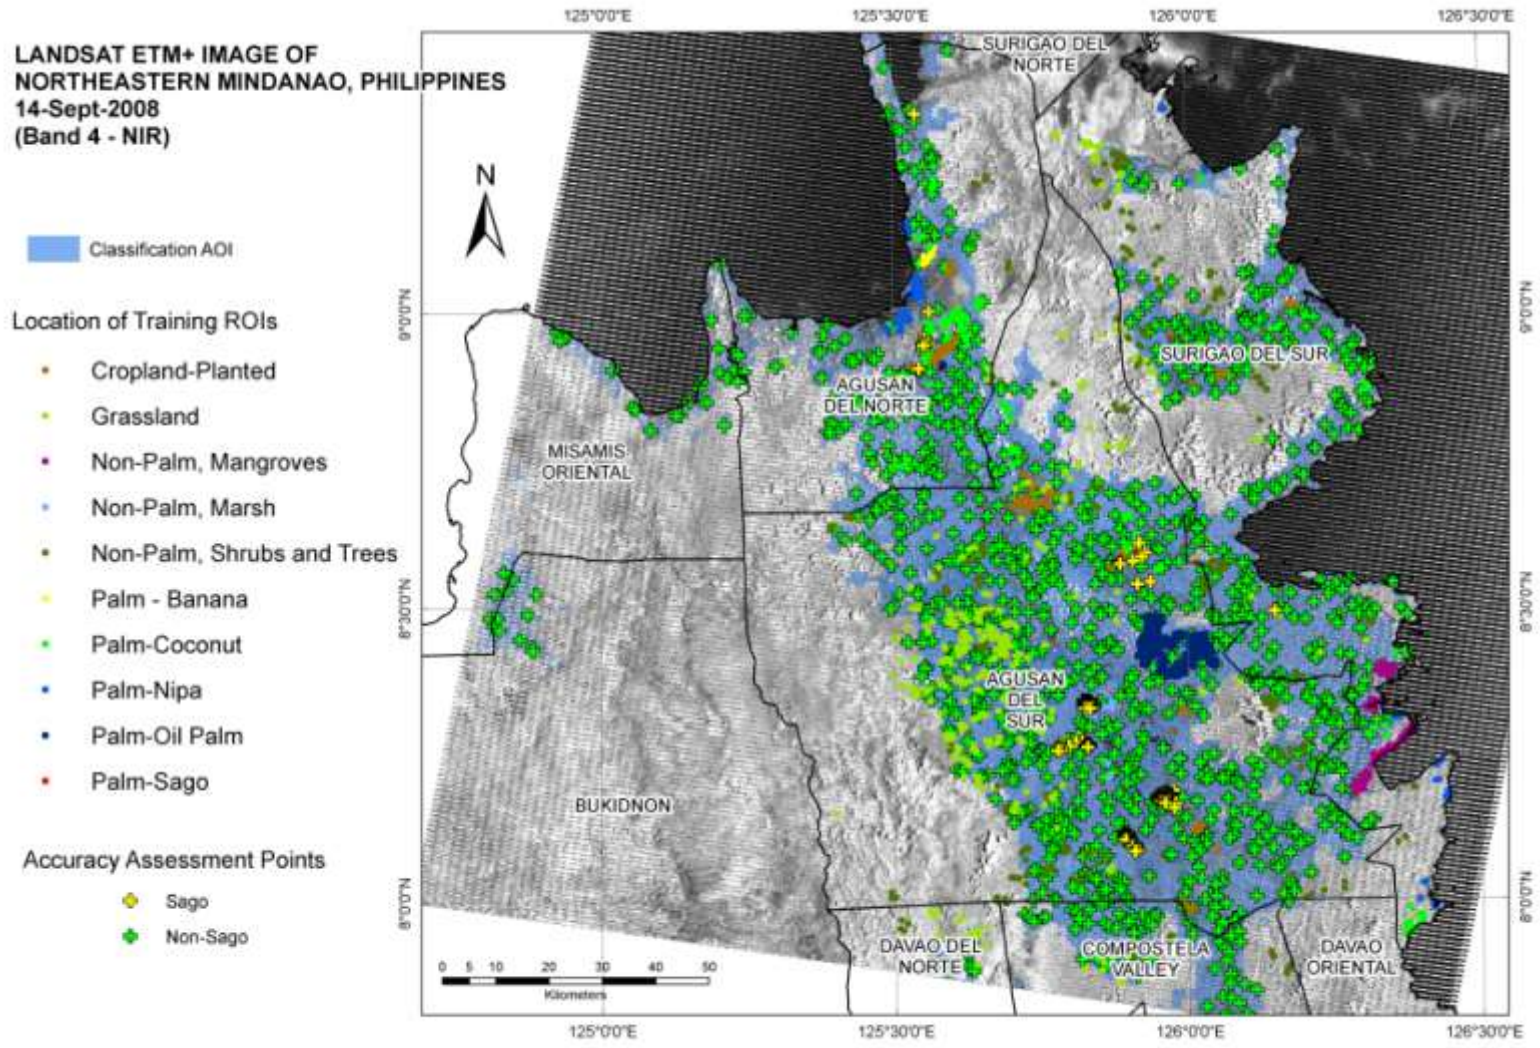 LANDSAT ETM+ IMAGE OF
NORTHEASTERN MINDANAO, PHILIPPINES
14-Sept-2008
(Band 4 - NIR)
N
Classification AOI
Location of Training ROIs
Cropland-Planted
Grassland
Non-Palm, Mangroves
Non-Palm, Marsh
Non-Palm, Shrubs and Trees
Palm - Banana
Palm-Coconut
Palm-Nipa
Palm-Oil Palm
Palm-Sago
Accuracy Assessment Points
Sago
Non-Sago
125°0'0"E 125°30'0"E 126°0'0"E 126°30'0"E
SURIGAO DEL
NORTE
9°0'0"N 9°0'0"N
SURIGAO DEL SUR
AGUSAN
DEL NORTE
MISAMIS
ORIENTAL
8°30'0"N 8°30'0"N
AGUSAN
DEL
SUR
BUKIDNON
8°0'0"N 8°0'0"N
DAVAO DEL
NORTE
COMPOSTELA
VALLEY
DAVAO
ORIENTAL
0 5 10 20 30 40 50
Kilometers
125°0'0"E 125°30'0"E 126°0'0"E 126°30'0"E